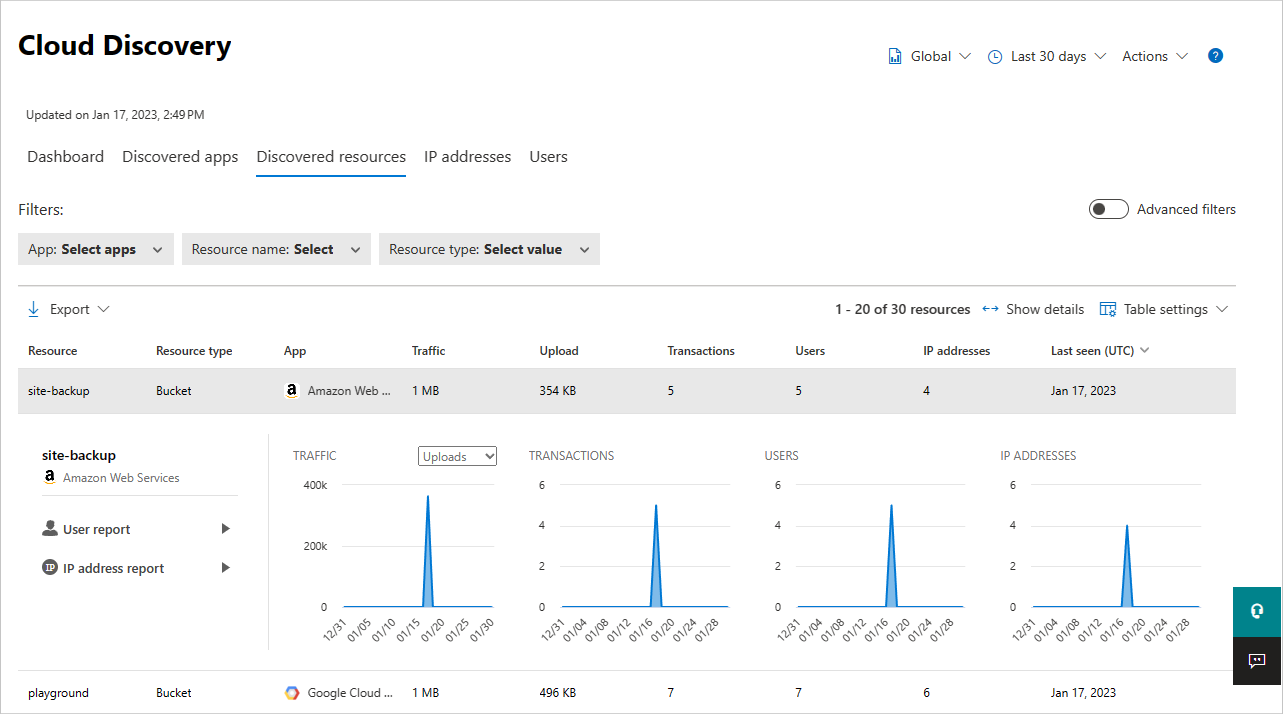 Cloud Discovery
Global Last 30 days Actions ?
Updated on Jan 17, 2023, 2:49 PM
Dashboard Discovered apps Discovered resources IP addresses Users
Filters: Advanced filters
App: Select apps Resource name: Select Resource type: Select value
Export 1 - 20 of 30 resources Show details Table settings
Resource Resource type App Traffic Upload Transactions Users IP addresses Last seen (UTC)
site-backup Bucket a Amazon Web ... 1 MB 354 KB 5 5 4 Jan 17, 2023
site-backup
a Amazon Web Services
User report
IP IP address report
TRAFFIC Uploads
400k
200k
0
12/31 01/05 01/10 01/15 01/20 01/25 01/30
TRANSACTIONS
6
4
2
0
12/31 01/04 01/08 01/12 01/16 01/20 01/24 01/28
USERS
6
4
2
0
12/31 01/04 01/08 01/12 01/16 01/20 01/24 01/28
IP ADDRESSES
6
4
2
0
12/31 01/04 01/08 01/12 01/16 01/20 01/24 01/28
playground Bucket Google Cloud ... 1 MB 496 KB 7 7 6 Jan 17, 2023